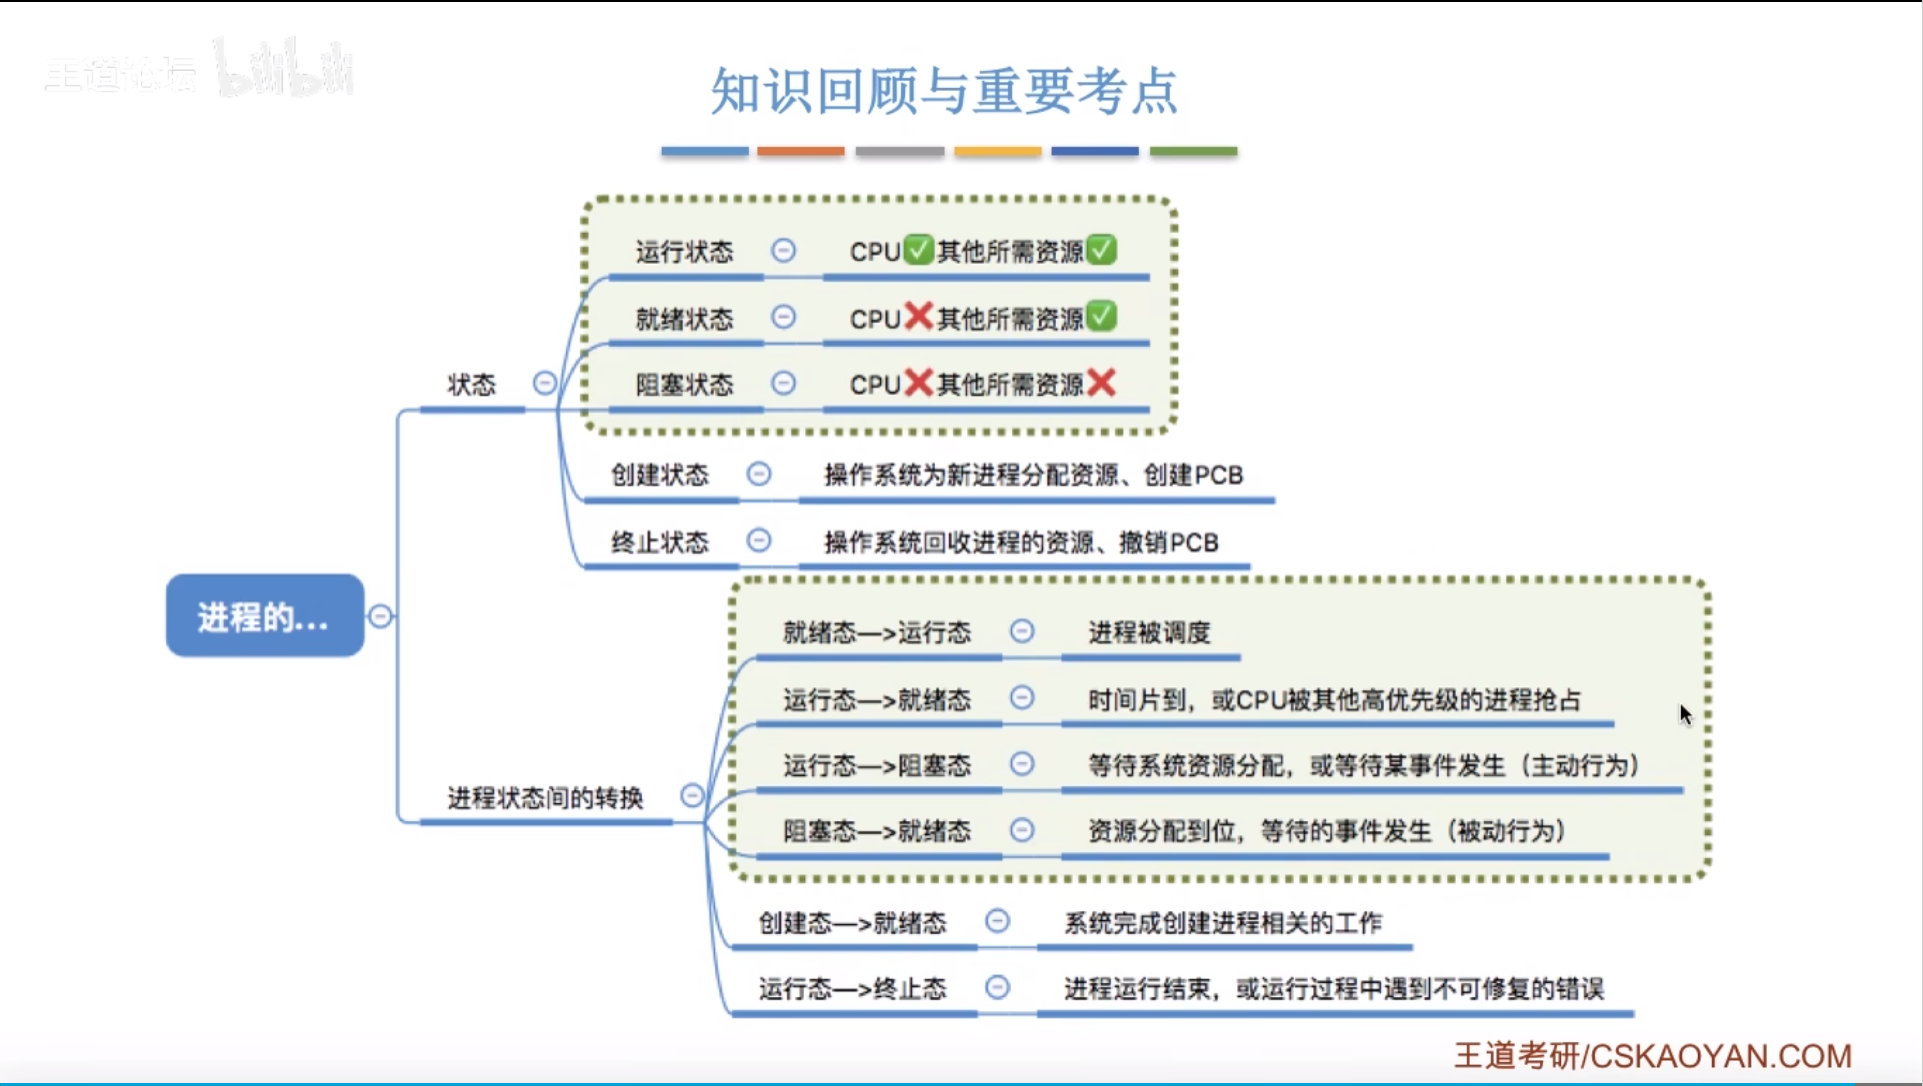 王道论坛 bilibili
知识回顾与重要考点
运行状态 CPU✅其他所需资源✅
就绪状态 CPU❌其他所需资源✅
状态
阻塞状态 CPU❌其他所需资源❌
创建状态 操作系统为新进程分配资源、创建PCB
终止状态 操作系统回收进程的资源、撤销PCB
进程的...
就绪态—>运行态 进程被调度
运行态—>就绪态 时间片到，或CPU被其他高优先级的进程抢占
运行态—>阻塞态 等待系统资源分配，或等待某事件发生（主动行为）
进程状态间的转换
阻塞态—>就绪态 资源分配到位，等待的事件发生（被动行为）
创建态—>就绪态 系统完成创建进程相关的工作
运行态—>终止态 进程运行结束，或运行过程中遇到不可修复的错误
王道考研/CSKAOYAN.COM